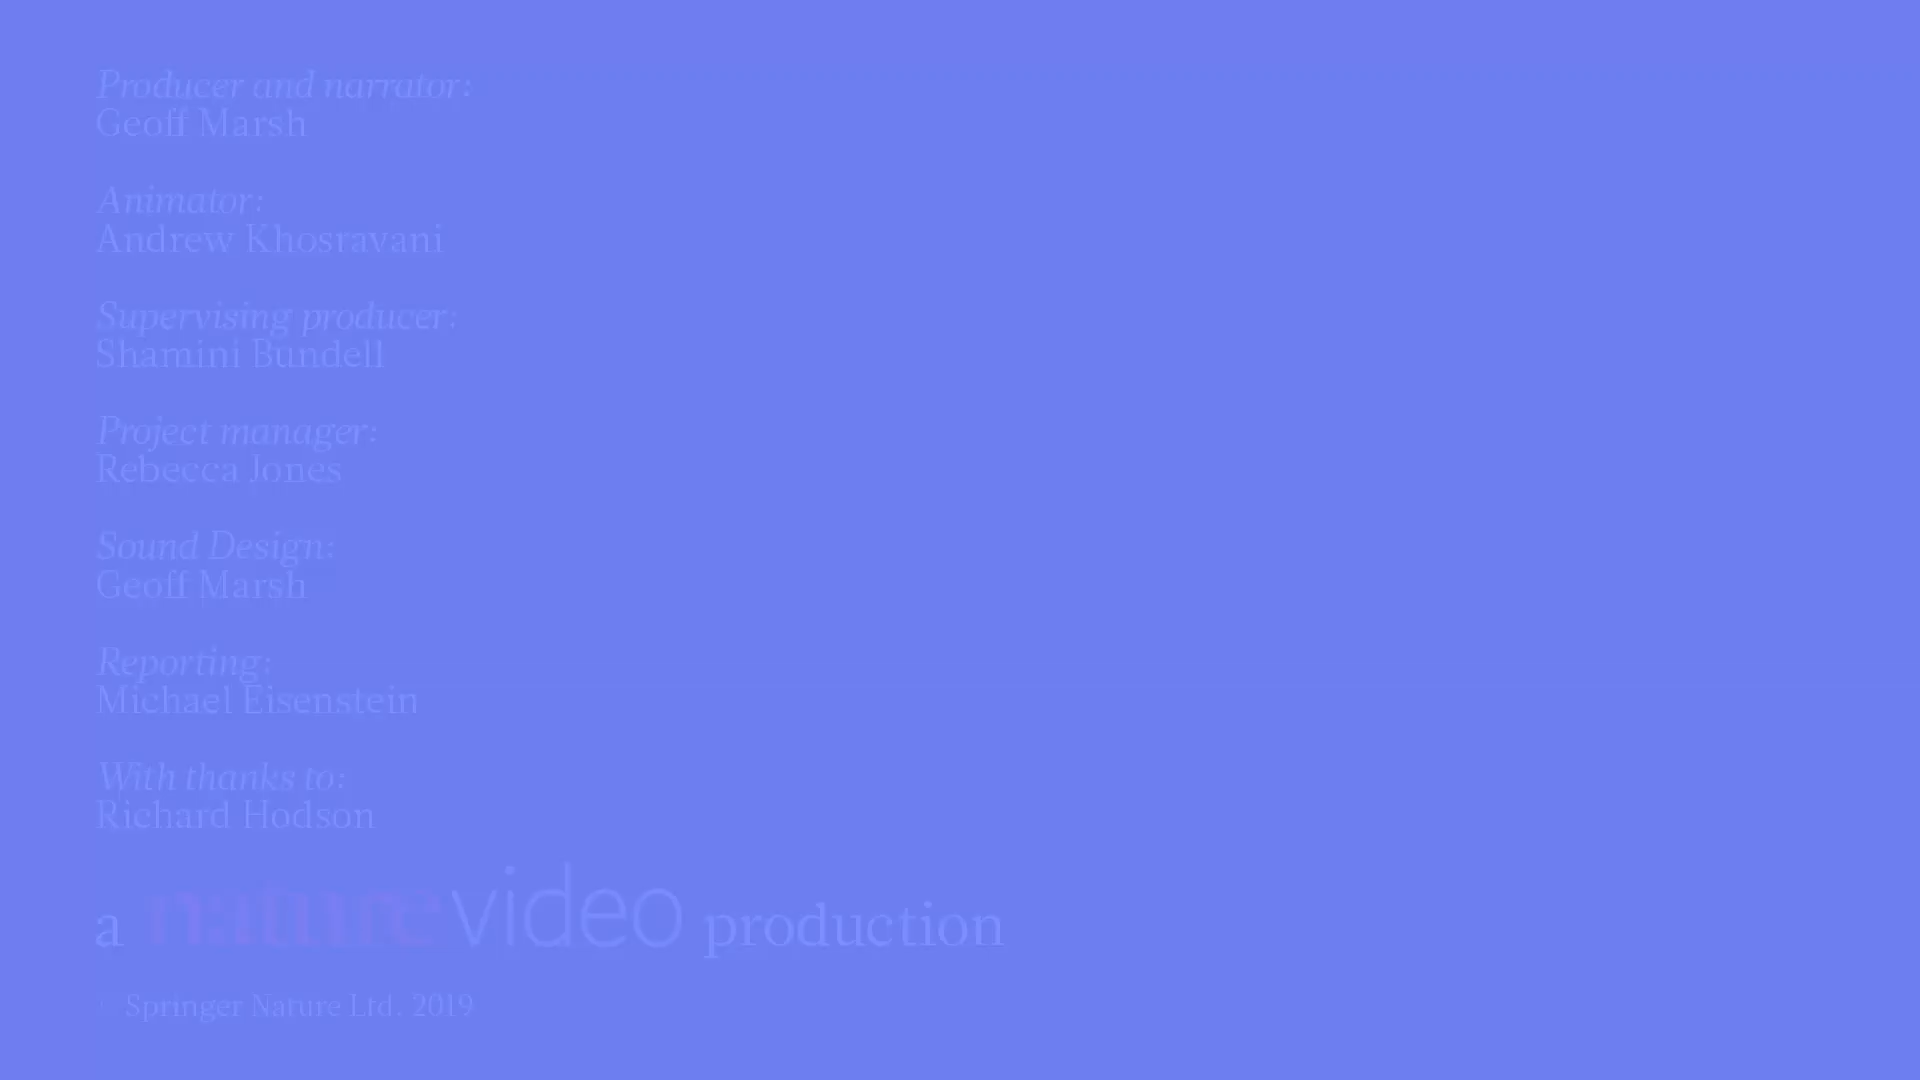 Producer and narrator:
Geoff Marsh
Animator:
Andrew Khosravani
Supervising producer:
Shamini Bundell
Project manager:
Rebecca Jones
Sound Design:
Geoff Marsh
Reporting:
Michael Eisenstein
With thanks to:
Richard Hodson
a nature video production
© Springer Nature Ltd. 2019